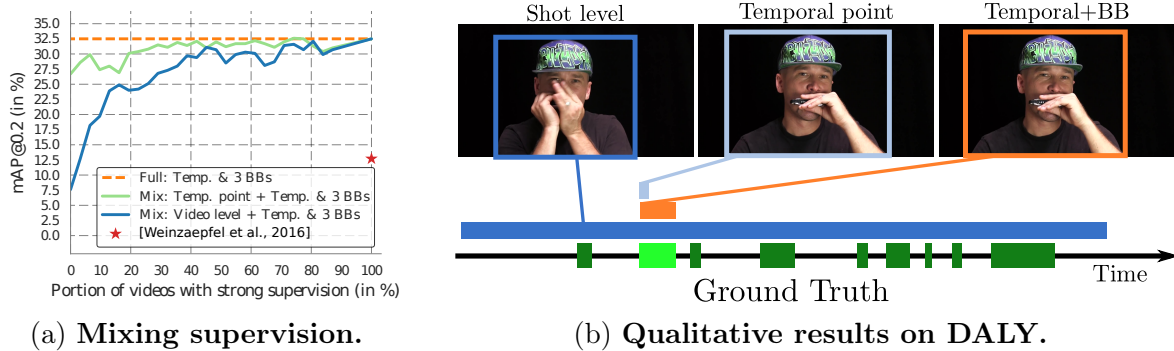 35.0
32.5
30.0
27.5
25.0
22.5
20.0
17.5
15.0
12.5
10.0
7.5
5.0
2.5
0.0
mAP@0.2 (in %)
Full: Temp. & 3 BBs
Mix: Temp. point + Temp. & 3 BBs
Mix: Video level + Temp. & 3 BBs
[Weinzaepfel et al., 2016]
0 10 20 30 40 50 60 70 80 90 100
Portion of videos with strong supervision (in %)
(a) Mixing supervision.
Shot level Temporal point Temporal+BB
Time
Ground Truth
(b) Qualitative results on DALY.